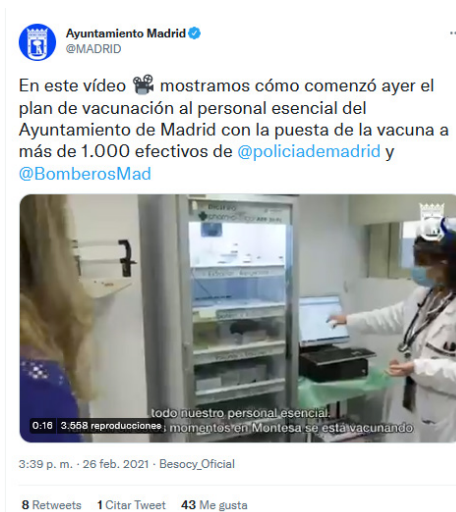 Ayuntamiento Madrid
@MADRID
En este vídeo 📽 mostramos cómo comenzó ayer el
plan de vacunación al personal esencial del
Ayuntamiento de Madrid con la puesta de la vacuna a
más de 1.000 efectivos de @policiademadrid y
@BomberosMad
todo nuestro personal esencial.
0:16 3.558 reproducciones momentos en Montesa se está vacunando
3:39 p. m. · 26 feb. 2021 · Besocy_Oficial
8 Retweets 1 Citar Tweet 43 Me gusta